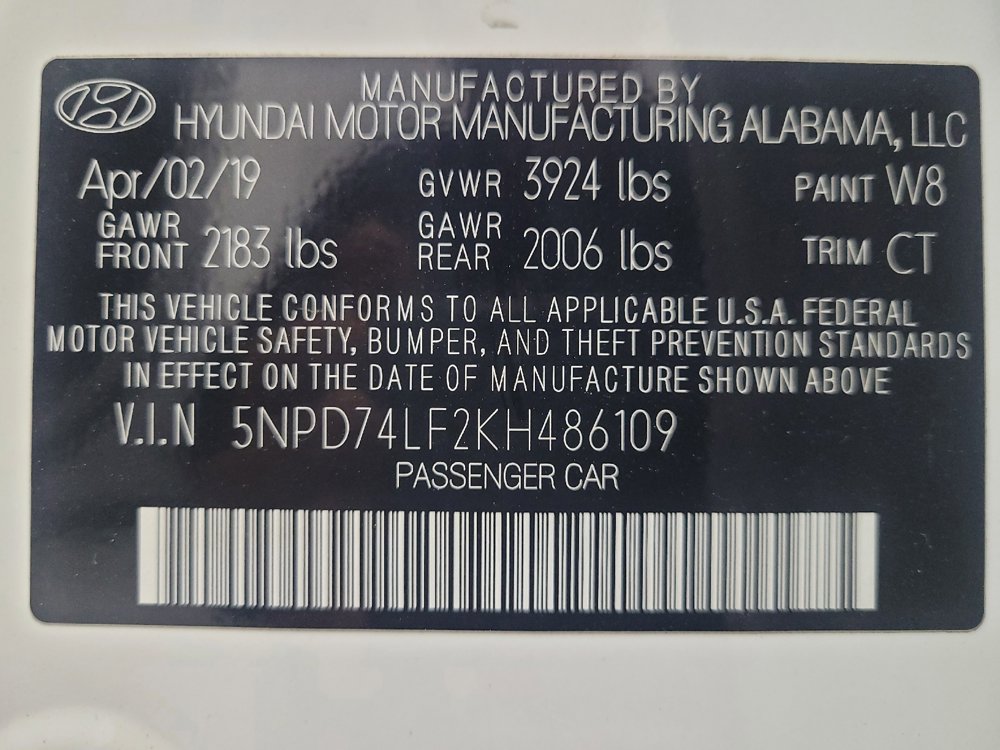 MANUFACTURED BY
HYUNDAI MOTOR MANUFACTURING ALABAMA, LLC
Apr/02/19 GVWR 3924 lbs PAINT W8
GAWR FRONT 2183 lbs GAWR REAR 2006 lbs TRIM CT
THIS VEHICLE CONFORMS TO ALL APPLICABLE U.S.A. FEDERAL
MOTOR VEHICLE SAFETY, BUMPER, AND THEFT PREVENTION STANDARDS
IN EFFECT ON THE DATE OF MANUFACTURE SHOWN ABOVE
V.I.N 5NPD74LF2KH486109
PASSENGER CAR